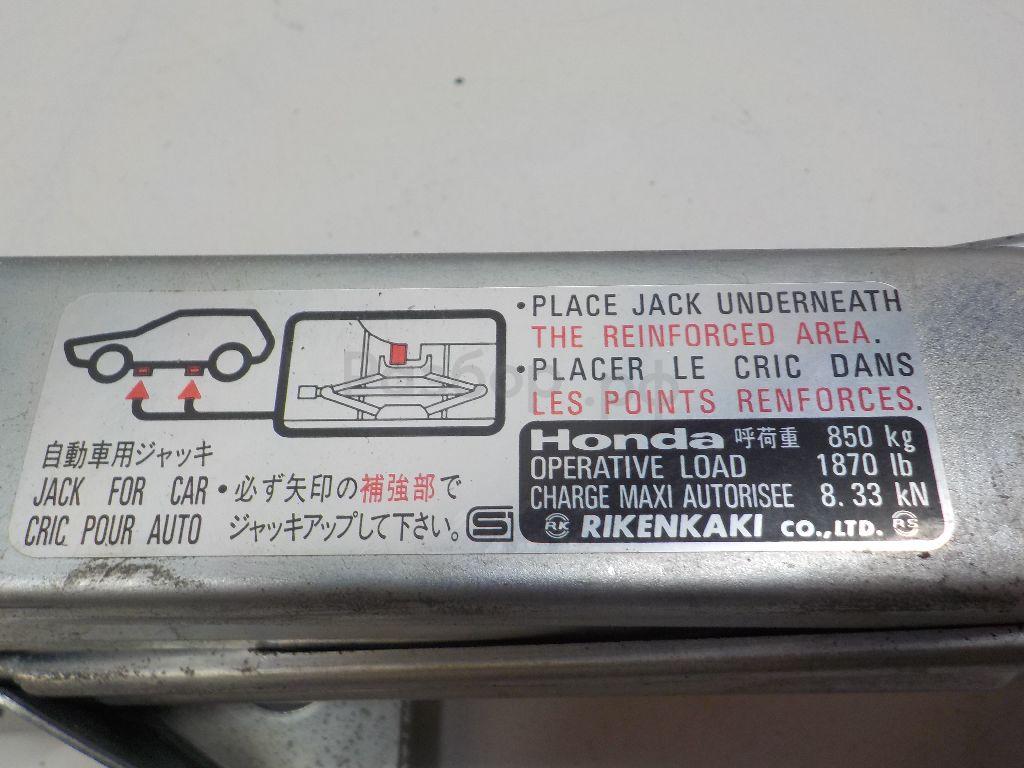 • PLACE JACK UNDERNEATH
THE REINFORCED AREA.
• PLACER LE CRIC DANS
LES POINTS RENFORCES.
自動車用ジャッキ
JACK FOR CAR
CRIC POUR AUTO
• 必ず矢印の補強部で
ジャッキアップして下さい。
Honda 呼荷重 850 kg
OPERATIVE LOAD 1870 lb
CHARGE MAXI AUTORISEE 8.33 kN
RK RIKENKAKI CO.,LTD. RS